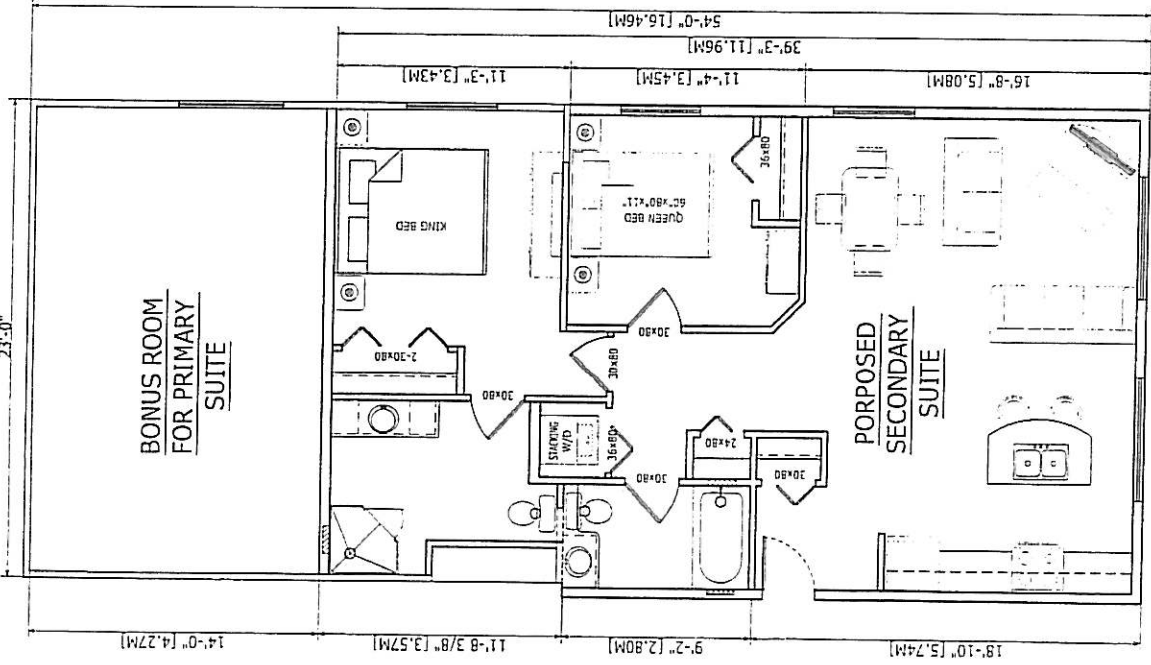 54'-0" [16.46M]
39'-3" [11.96M]
11'-3" [3.43M]
11'-4" [3.45M]
16'-8" [5.08M]
23'-0"
BONUS ROOM
FOR PRIMARY
SUITE
KING BED
QUEEN BED
60"x80"x11"
36x80
2-30x80
30x80
30x80
30x80
STACKING
W/D
36x80
30x80
24x80
30x80
PORPOSED
SECONDARY
SUITE
14'-0" [4.27M]
11'-8 3/8" [3.57M]
9'-2" [2.80M]
18'-10" [5.74M]